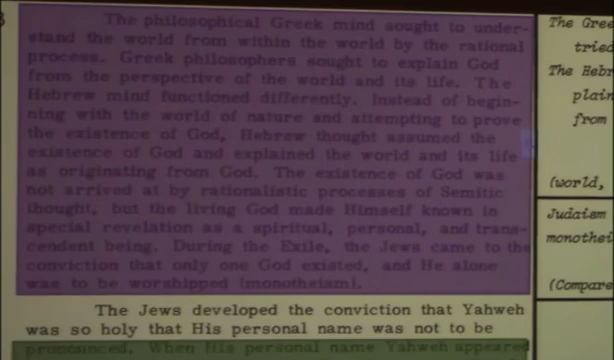 The philosophical Greek mind sought to under-
stand the world from within the world by the rational
process. Greek philosophers sought to explain God
from the perspective of the world and its life. The
Hebrew mind functioned differently. Instead of begin-
ning with the world of nature and attempting to prove
the existence of God, Hebrew thought assumed the
existence of God and explained the world and its life
as originating from God. The existence of God was
not arrived at by rationalistic processes of Semitic
thought, but the living God made Himself known in
special revelation as a spiritual, personal, and trans-
cendent being. During the Exile, the Jews came to the
conviction that only one God existed, and He alone
was to be worshipped (monotheism).
The Jews developed the conviction that Yahweh
was so holy that His personal name was not to be
pronounced. When his personal name Yahweh appeared
The Gree
tried
The Hebr
plain
from
(world,
Judaism
monothei
(Compare